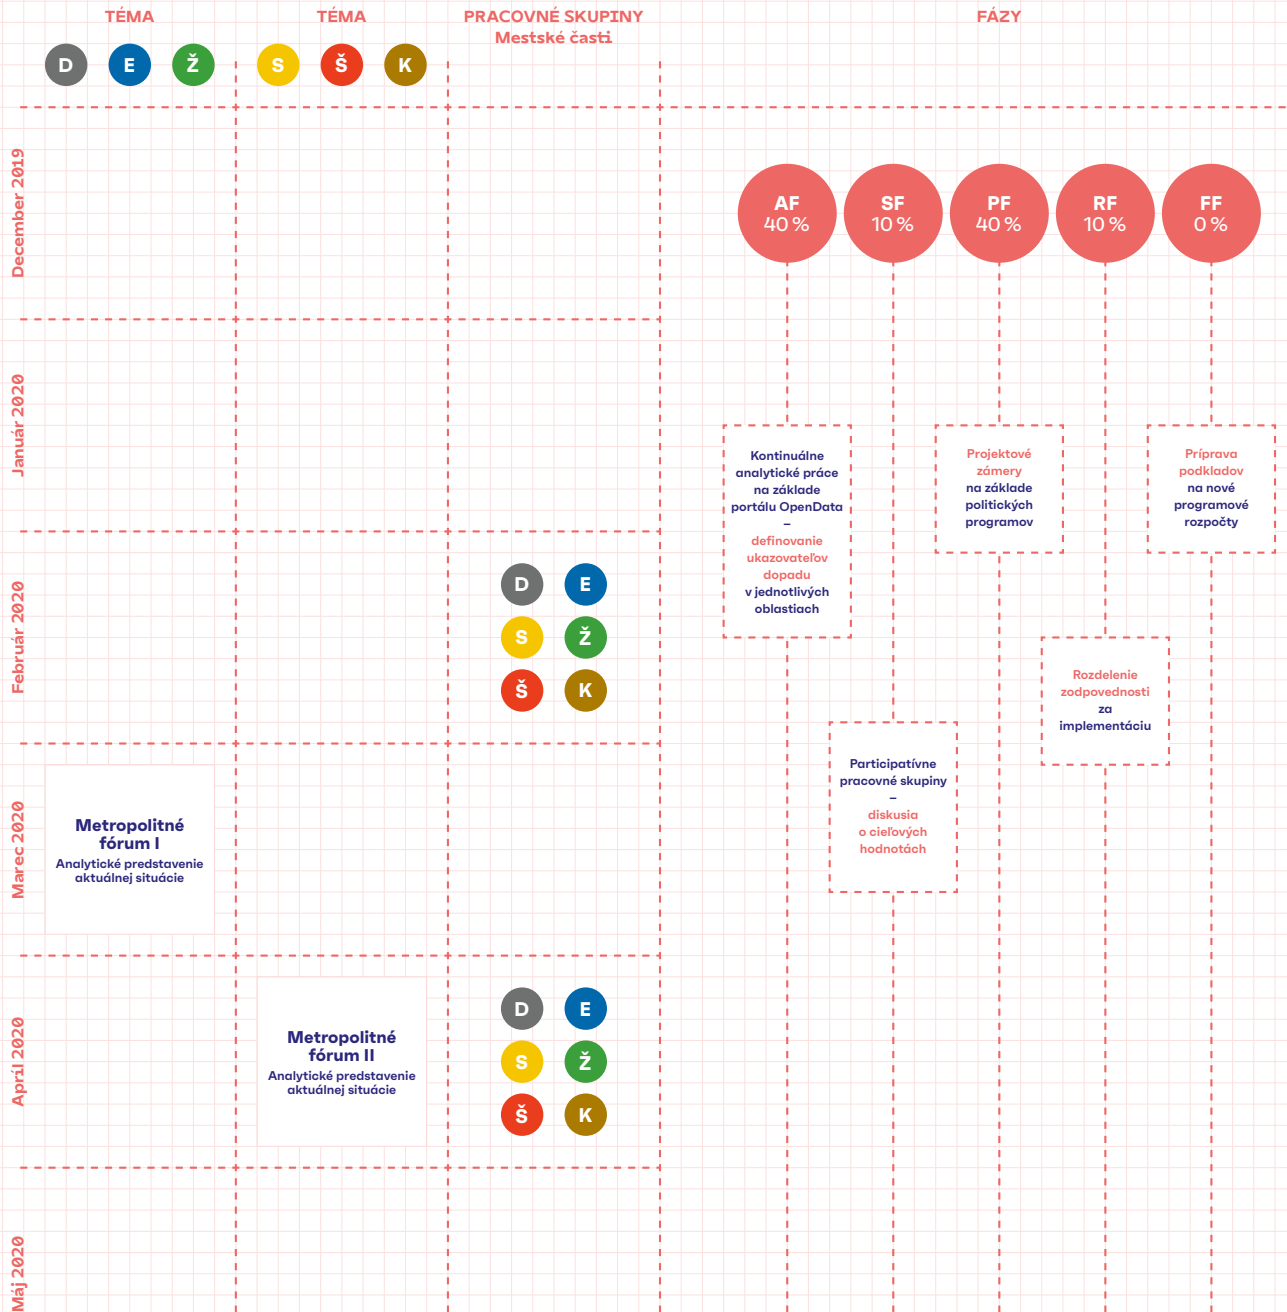 TÉMA
D E Ž
TÉMA
S Š K
PRACOVNÉ SKUPINY
Mestské časti
FÁZY
December 2019
AF
40 %
SF
10 %
PF
40 %
RF
10 %
FF
0 %
Január 2020
Kontinuálne
analytické práce
na základe
portálu OpenData
–
definovanie
ukazovateľov
dopadu
v jednotlivých
oblastiach
Projektové
zámery
na základe
politických
programov
Príprava
podkladov
na nové
programové
rozpočty
Február 2020
D E
S Ž
Š K
Rozdelenie
zodpovednosti
za
implementáciu
Participatívne
pracovné skupiny
–
diskusia
o cieľových
hodnotách
Marec 2020
Metropolitné
fórum I
Analytické predstavenie
aktuálnej situácie
Apríl 2020
Metropolitné
fórum II
Analytické predstavenie
aktuálnej situácie
D E
S Ž
Š K
Máj 2020